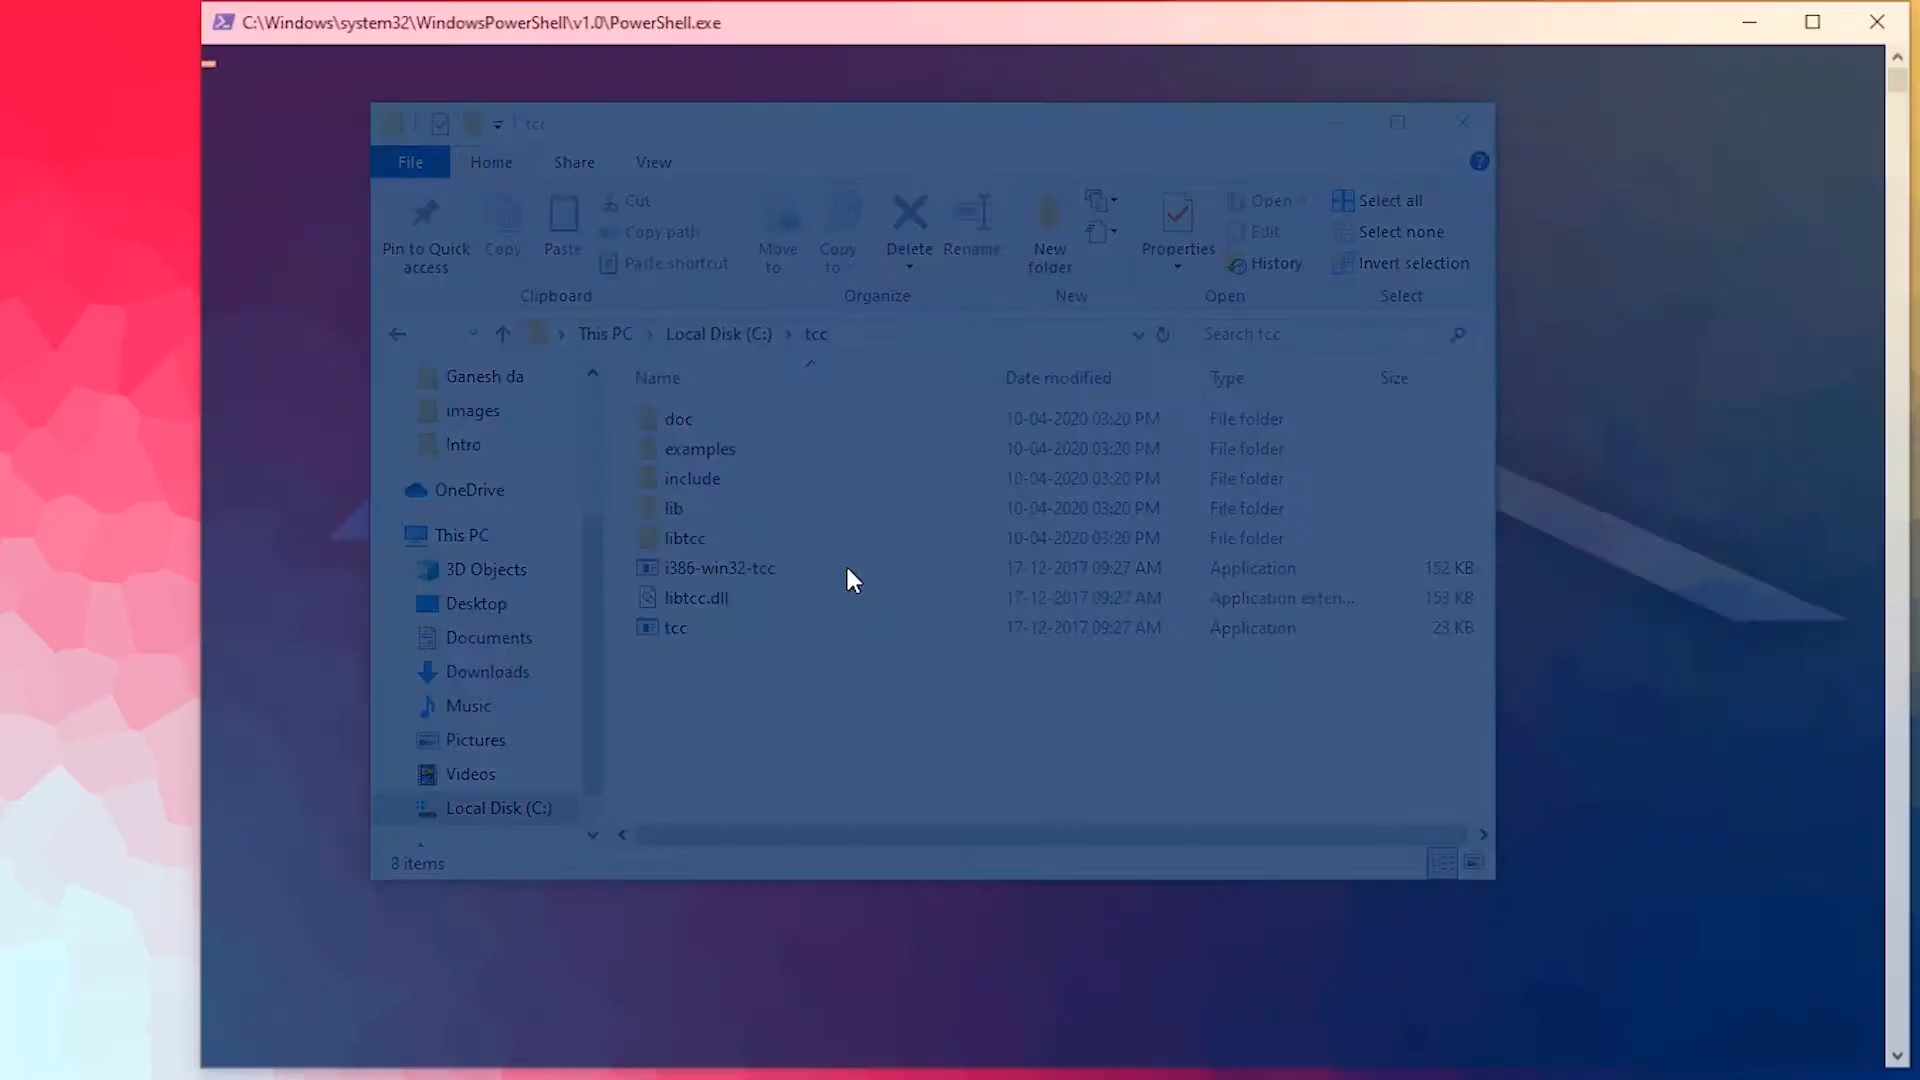 C:\Windows\system32\WindowsPowerShell\v1.0\PowerShell.exe
tcc
File Home Share View
Pin to Quick access
Copy
Paste
Cut
Copy path
Paste shortcut
Clipboard
Move to
Copy to
Delete
Rename
Organize
New folder
New
Properties
Open
Edit
History
Open
Select all
Select none
Invert selection
Select
This PC Local Disk (C:) tcc
Search tcc
Ganesh da
images
Intro
OneDrive
This PC
3D Objects
Desktop
Documents
Downloads
Music
Pictures
Videos
Local Disk (C:)
Name Date modified Type Size
doc 10-04-2020 03:20 PM File folder
examples 10-04-2020 03:20 PM File folder
include 10-04-2020 03:20 PM File folder
lib 10-04-2020 03:20 PM File folder
libtcc 10-04-2020 03:20 PM File folder
i386-win32-tcc 17-12-2017 09:27 AM Application 152 KB
libtcc.dll 17-12-2017 09:27 AM Application exten... 153 KB
tcc 17-12-2017 09:27 AM Application 23 KB
8 items